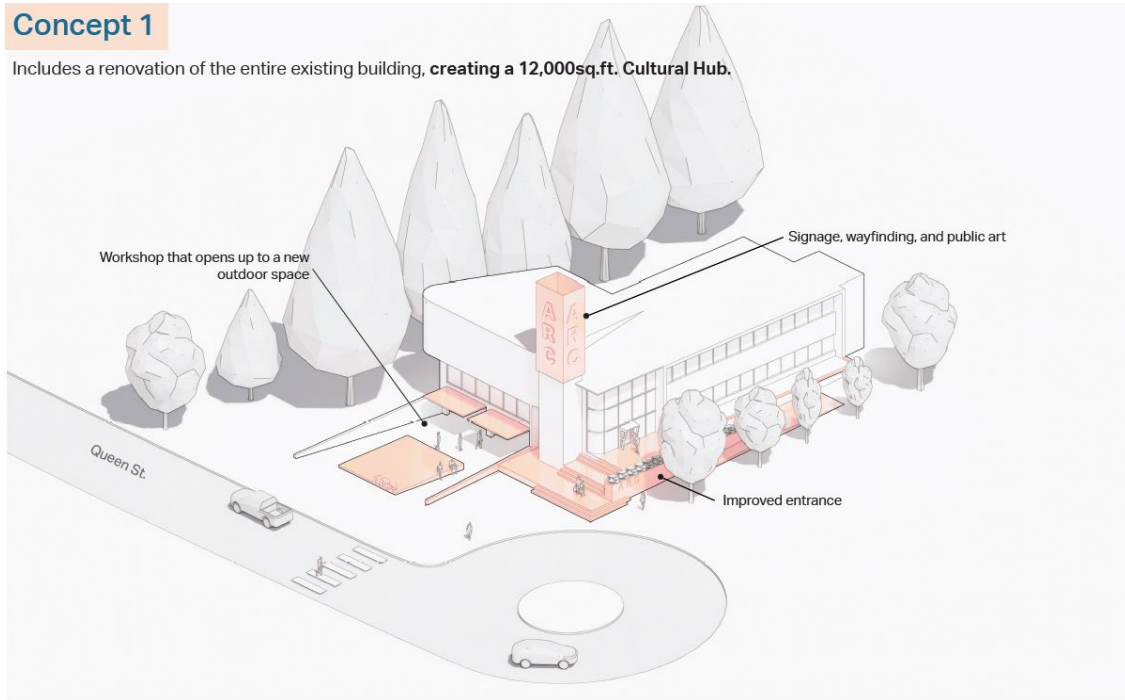 Concept 1
Includes a renovation of the entire existing building, creating a 12,000sq.ft. Cultural Hub.
Signage, wayfinding, and public art
Workshop that opens up to a new
outdoor space
ARC
ARC
Queen St.
Improved entrance